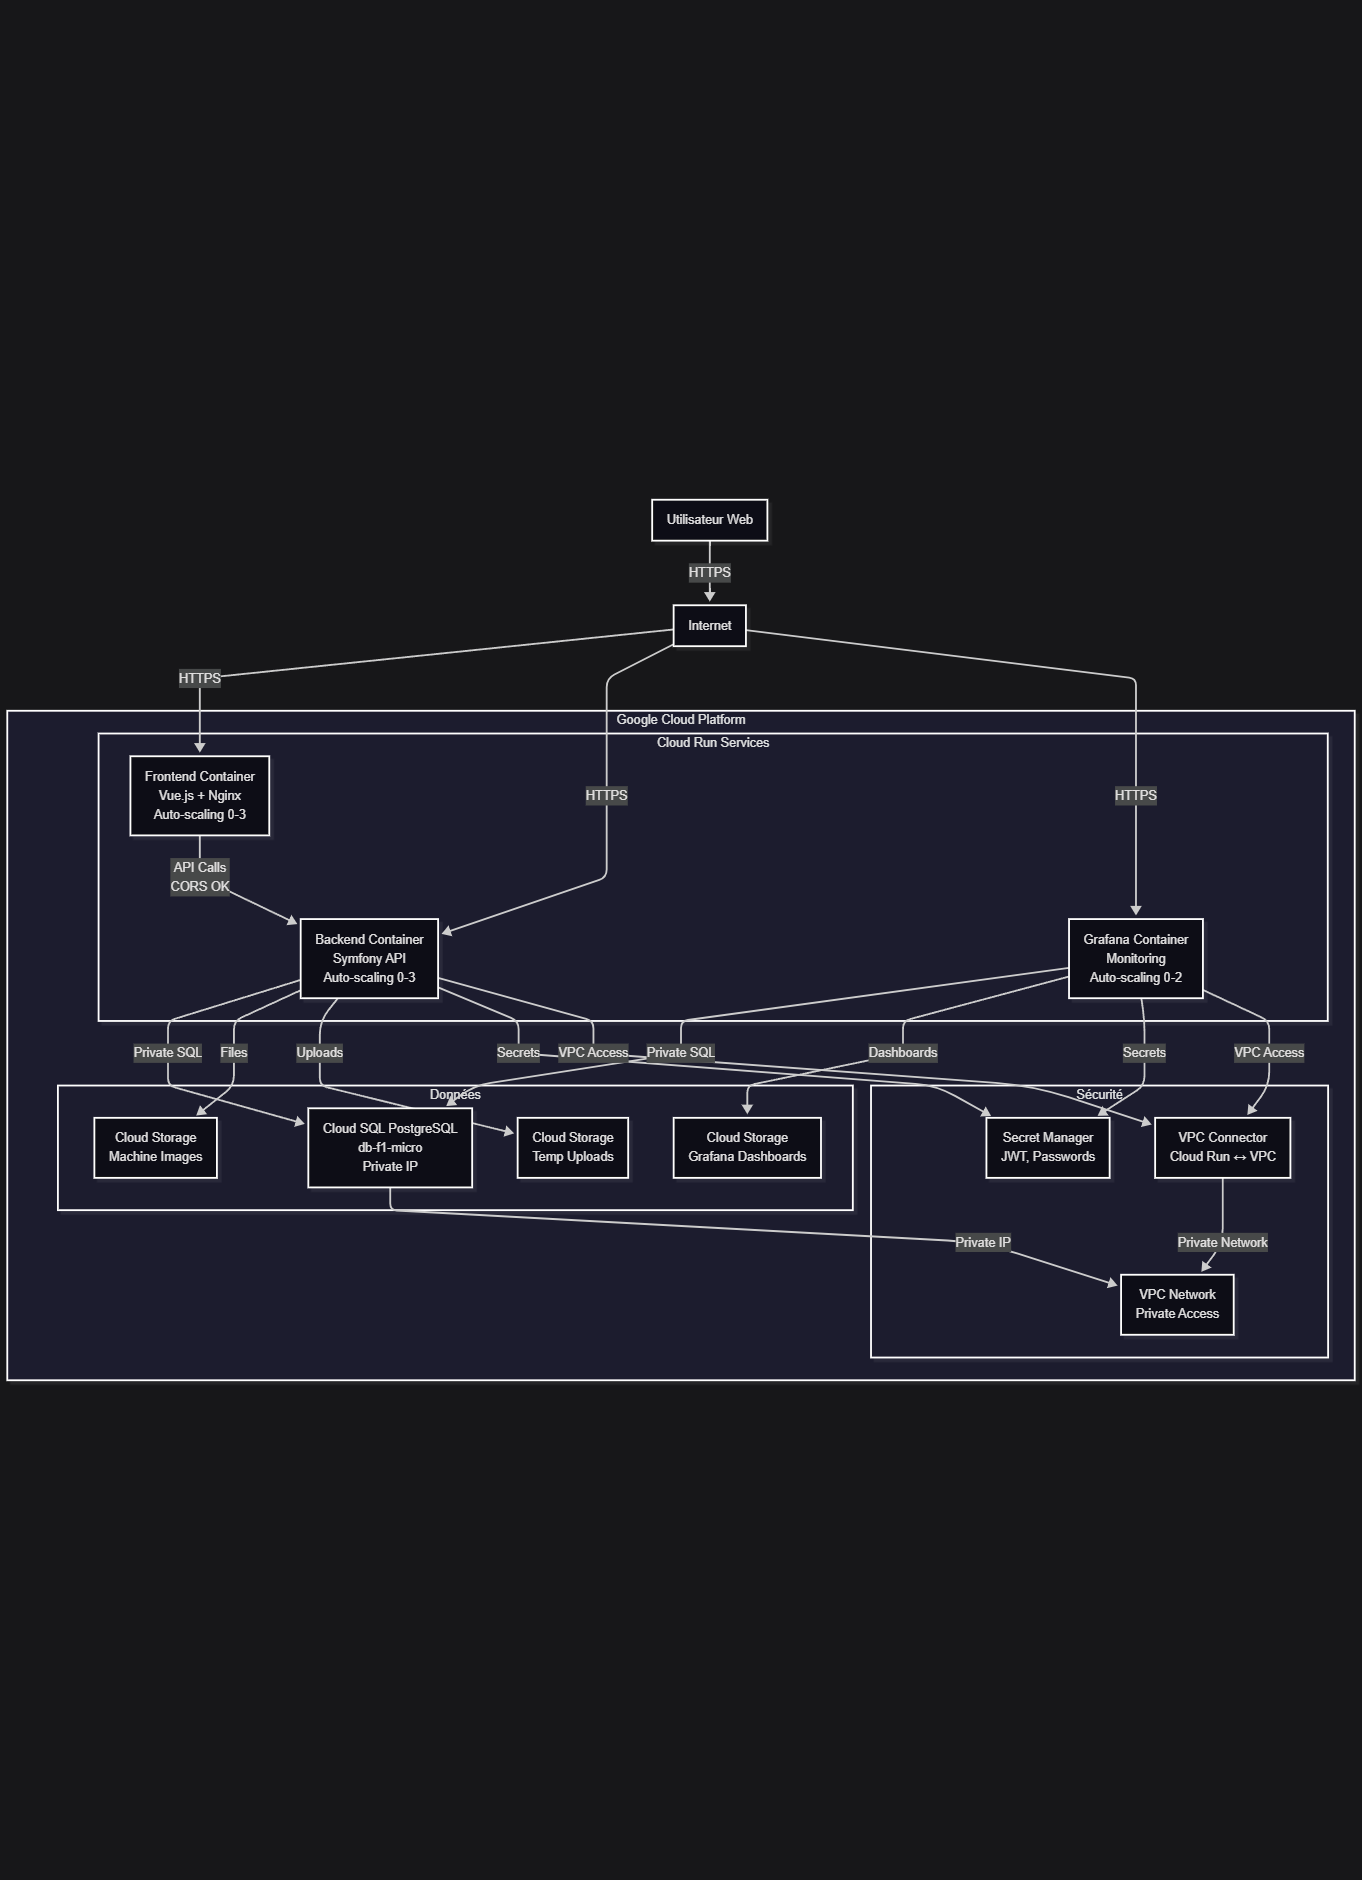 Utilisateur Web
HTTPS
Internet
HTTPS
Google Cloud Platform
Cloud Run Services
Frontend Container
Vue.js + Nginx
Auto-scaling 0-3
HTTPS
HTTPS
API Calls
CORS OK
Backend Container
Symfony API
Auto-scaling 0-3
Grafana Container
Monitoring
Auto-scaling 0-2
Private SQL
Files
Uploads
Secrets
VPC Access
Private SQL
Dashboards
Secrets
VPC Access
Données
Sécurité
Cloud Storage
Machine Images
Cloud SQL PostgreSQL
db-f1-micro
Private IP
Cloud Storage
Temp Uploads
Cloud Storage
Grafana Dashboards
Secret Manager
JWT, Passwords
VPC Connector
Cloud Run ↔ VPC
Private IP
Private Network
VPC Network
Private Access